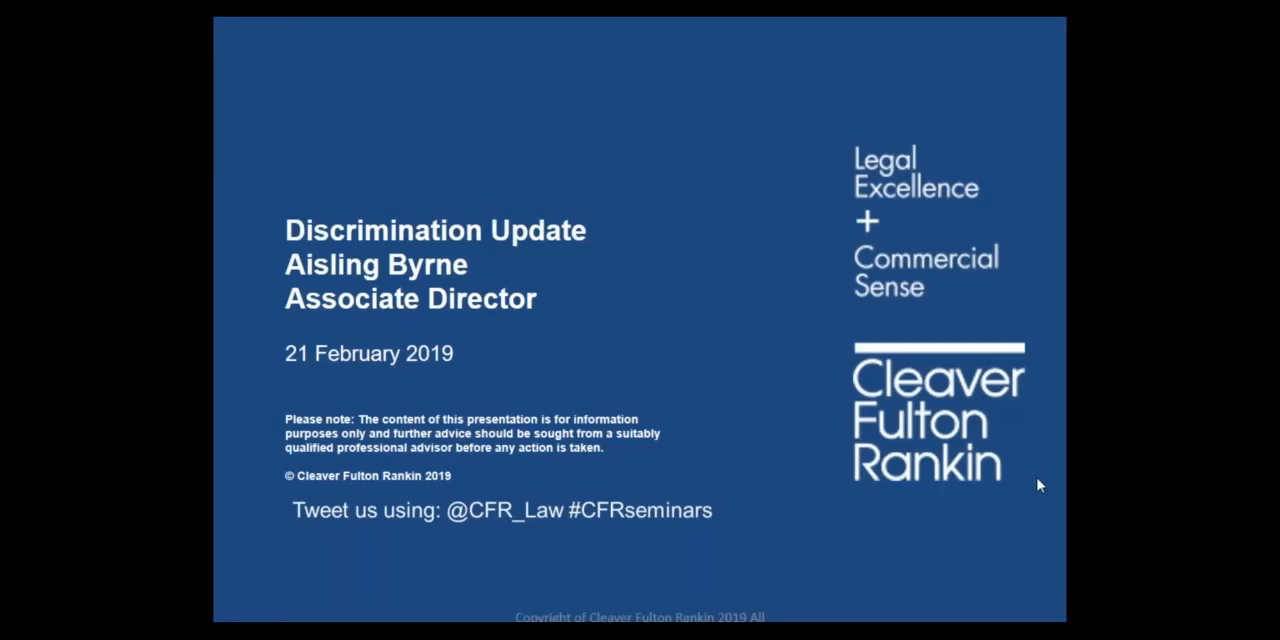 Discrimination Update
Aisling Byrne
Associate Director
21 February 2019
Please note: The content of this presentation is for information
purposes only and further advice should be sought from a suitably
qualified professional advisor before any action is taken.
© Cleaver Fulton Rankin 2019
Tweet us using: @CFR_Law #CFRseminars
Legal
Excellence
+
Commercial
Sense
Cleaver
Fulton
Rankin
Copyright of Cleaver Fulton Rankin 2019 All